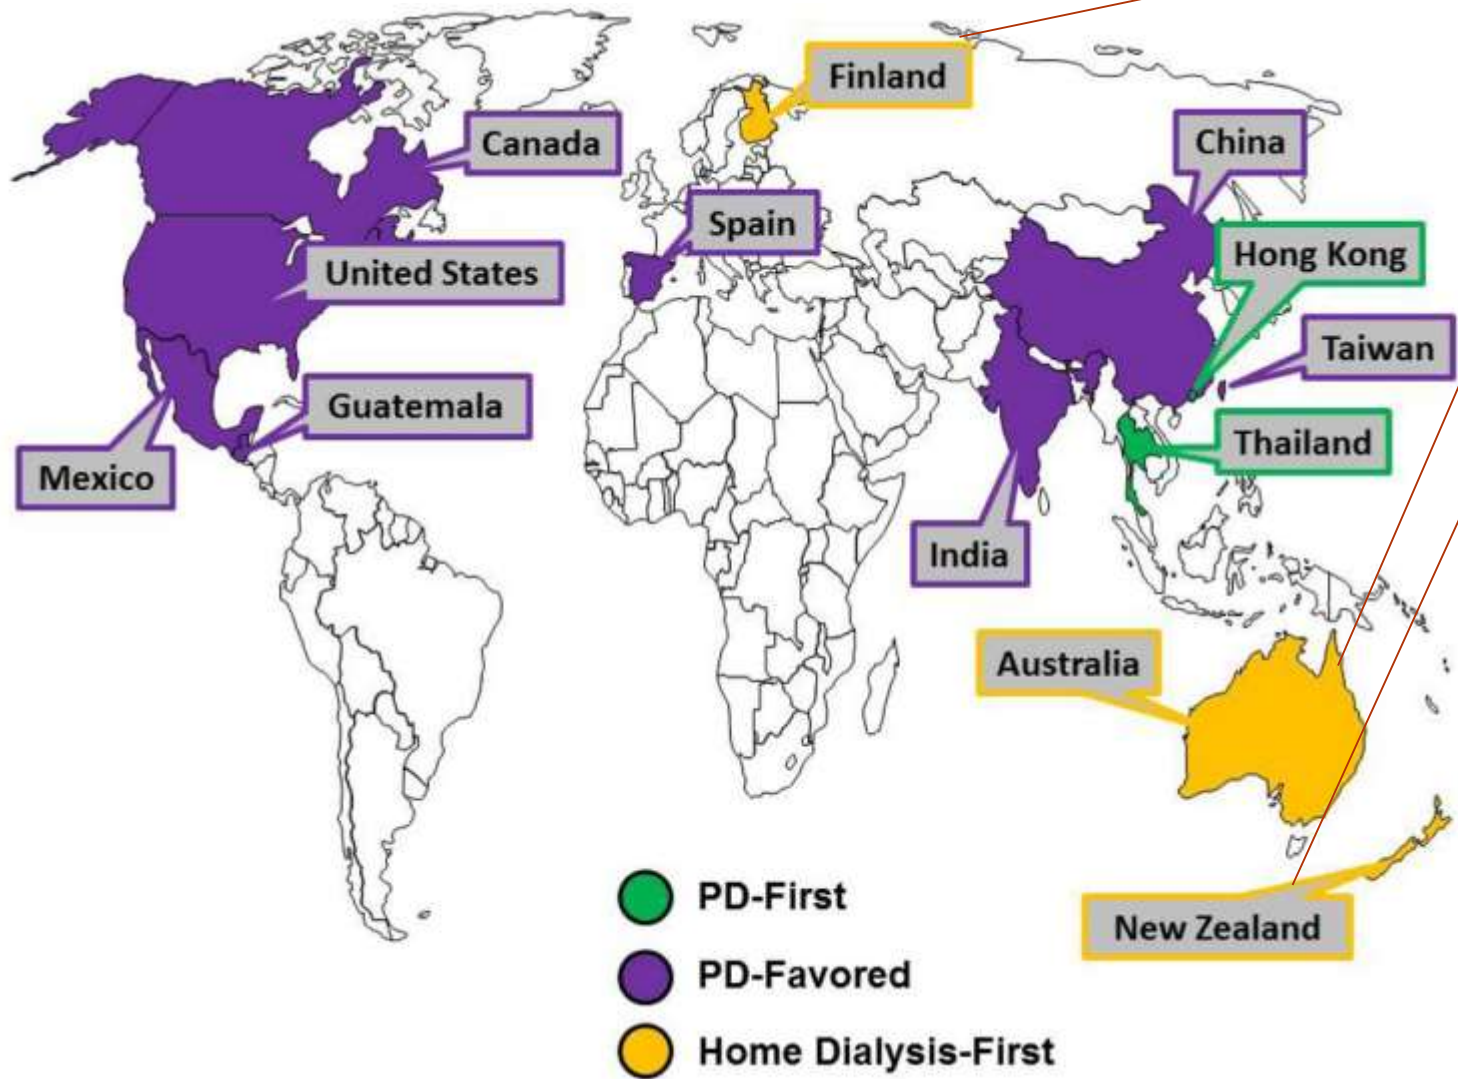 Finland
Canada
China
Spain
Hong Kong
United States
Taiwan
Guatemala
Thailand
Mexico
India
Australia
PD-First
New Zealand
PD-Favored
Home Dialysis-First